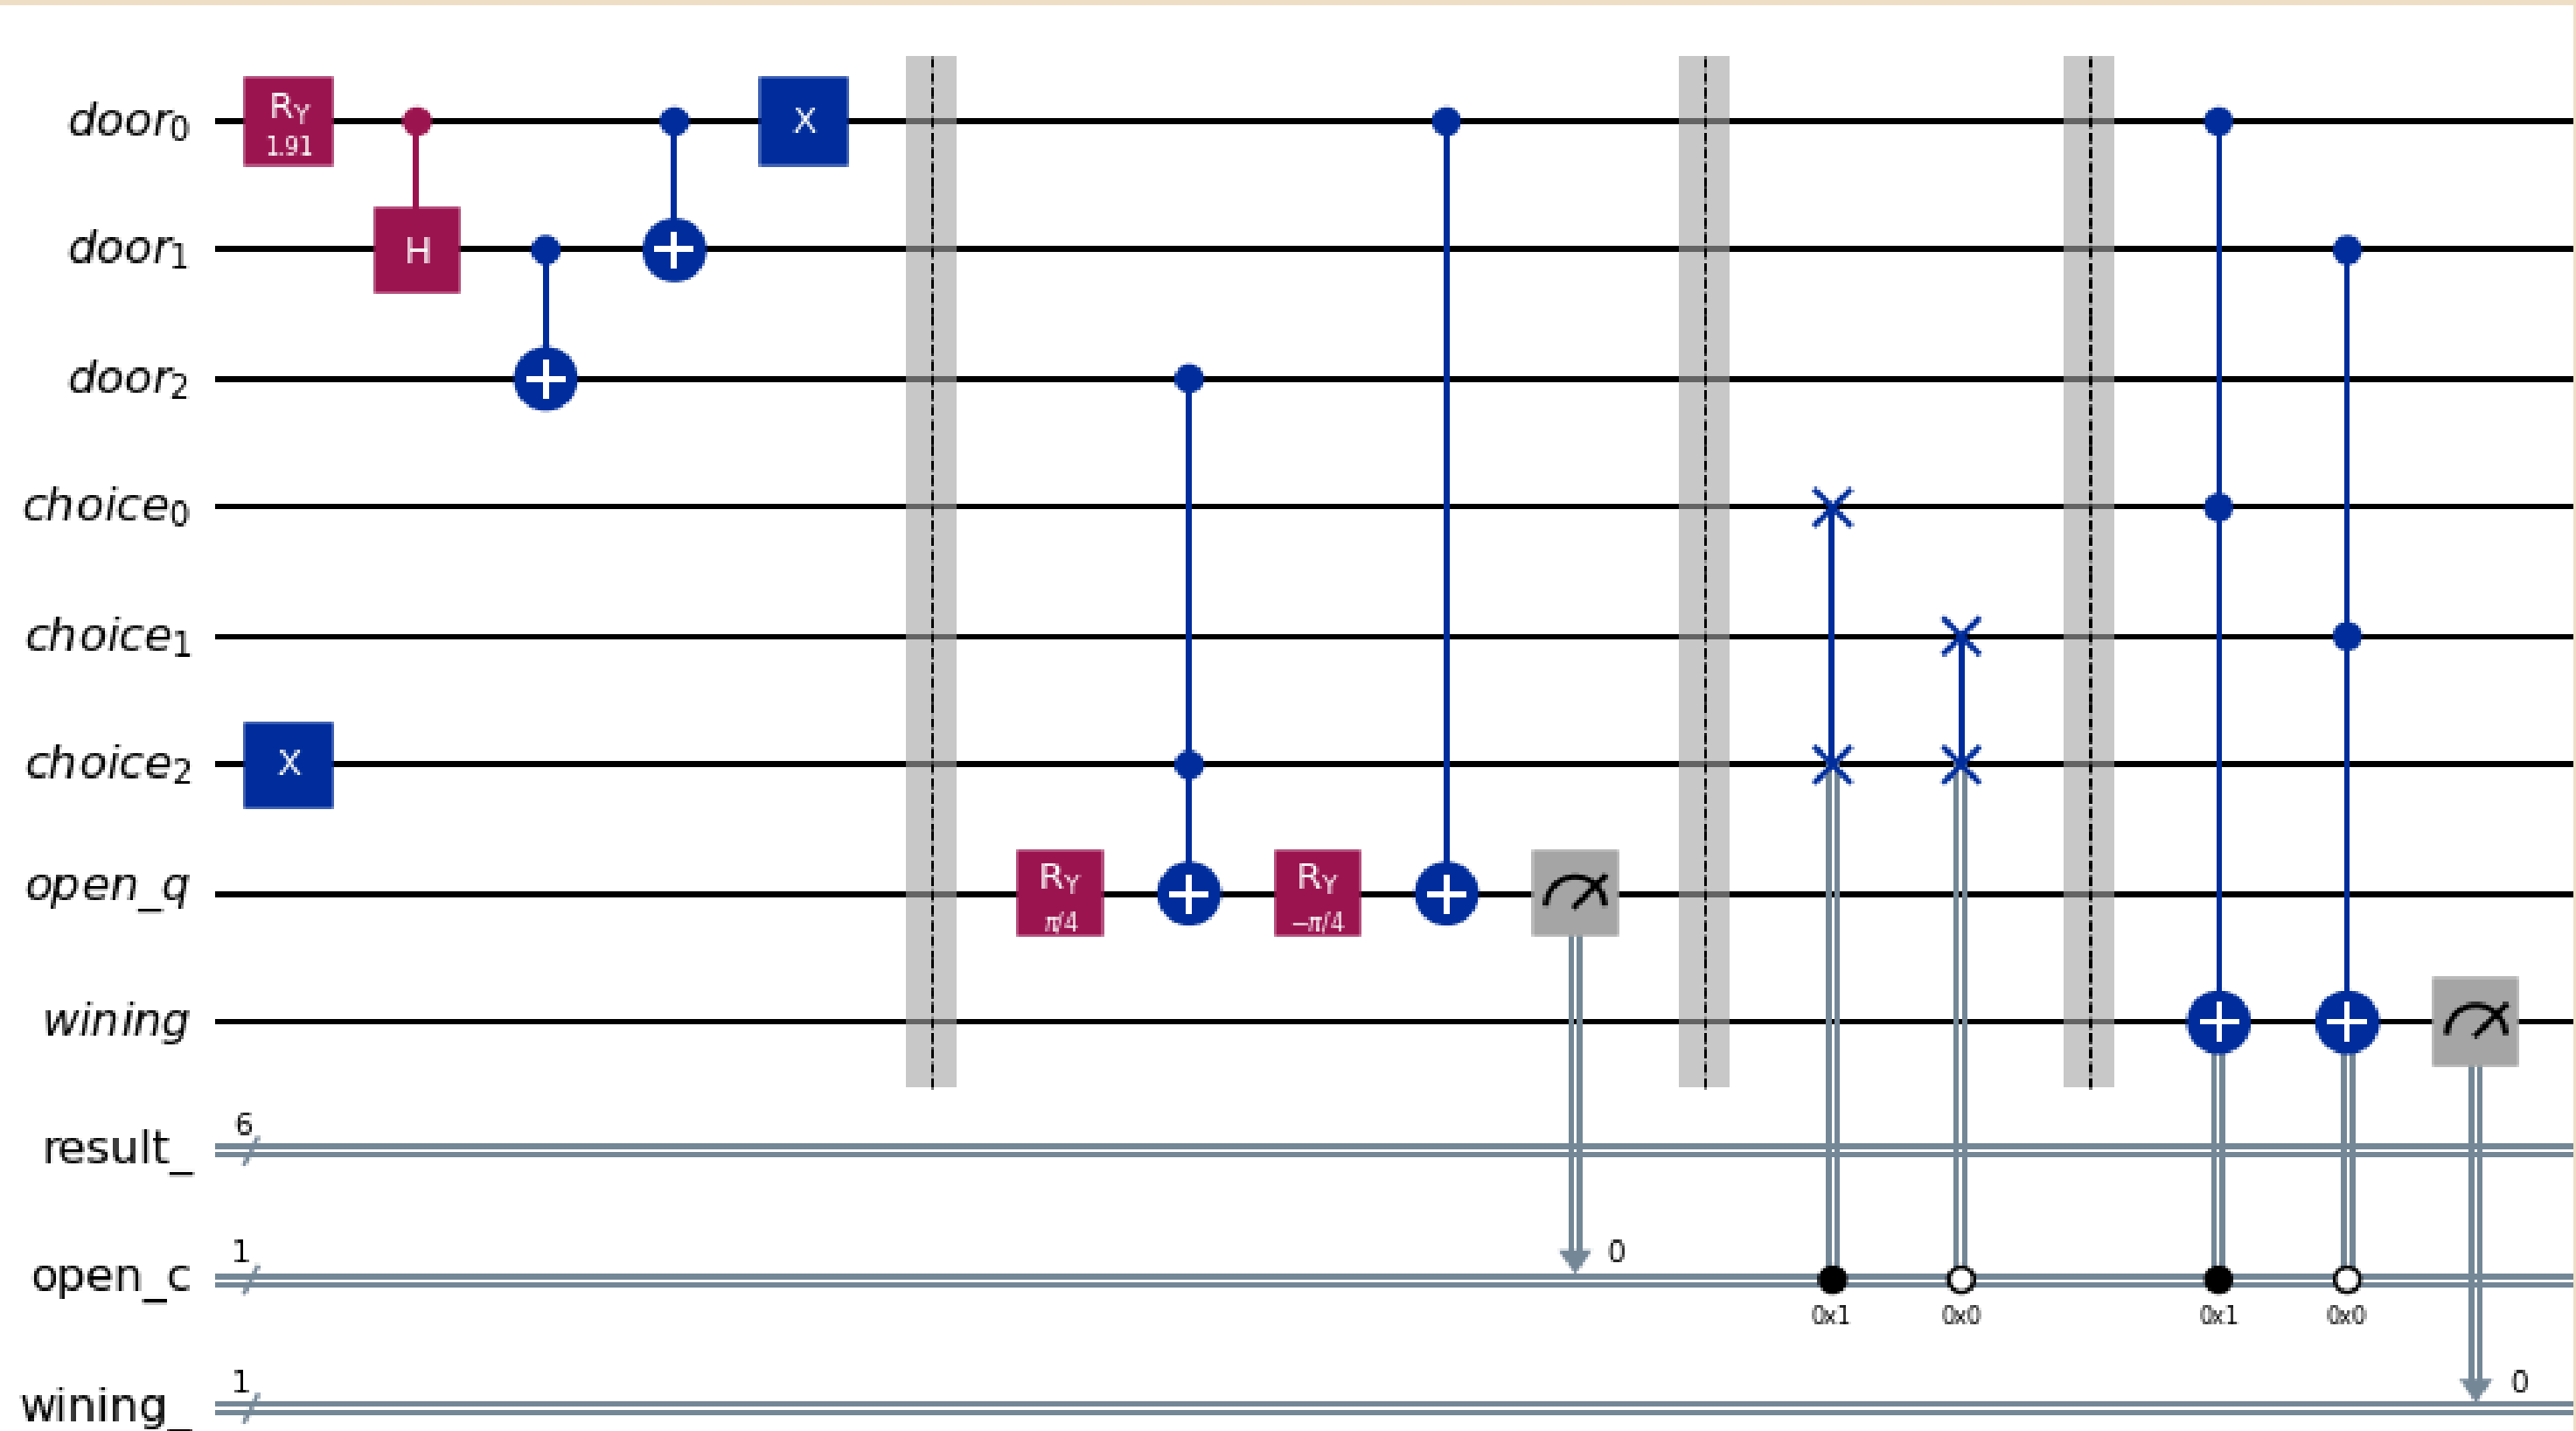 door0 RY 1.91 X
door1 H
door2
choice0
choice1
choice2 X
open_q RY π/4 RY −π/4
wining
result_ 6
open_c 1 0 0x1 0x0 0x1 0x0
wining_ 1 0